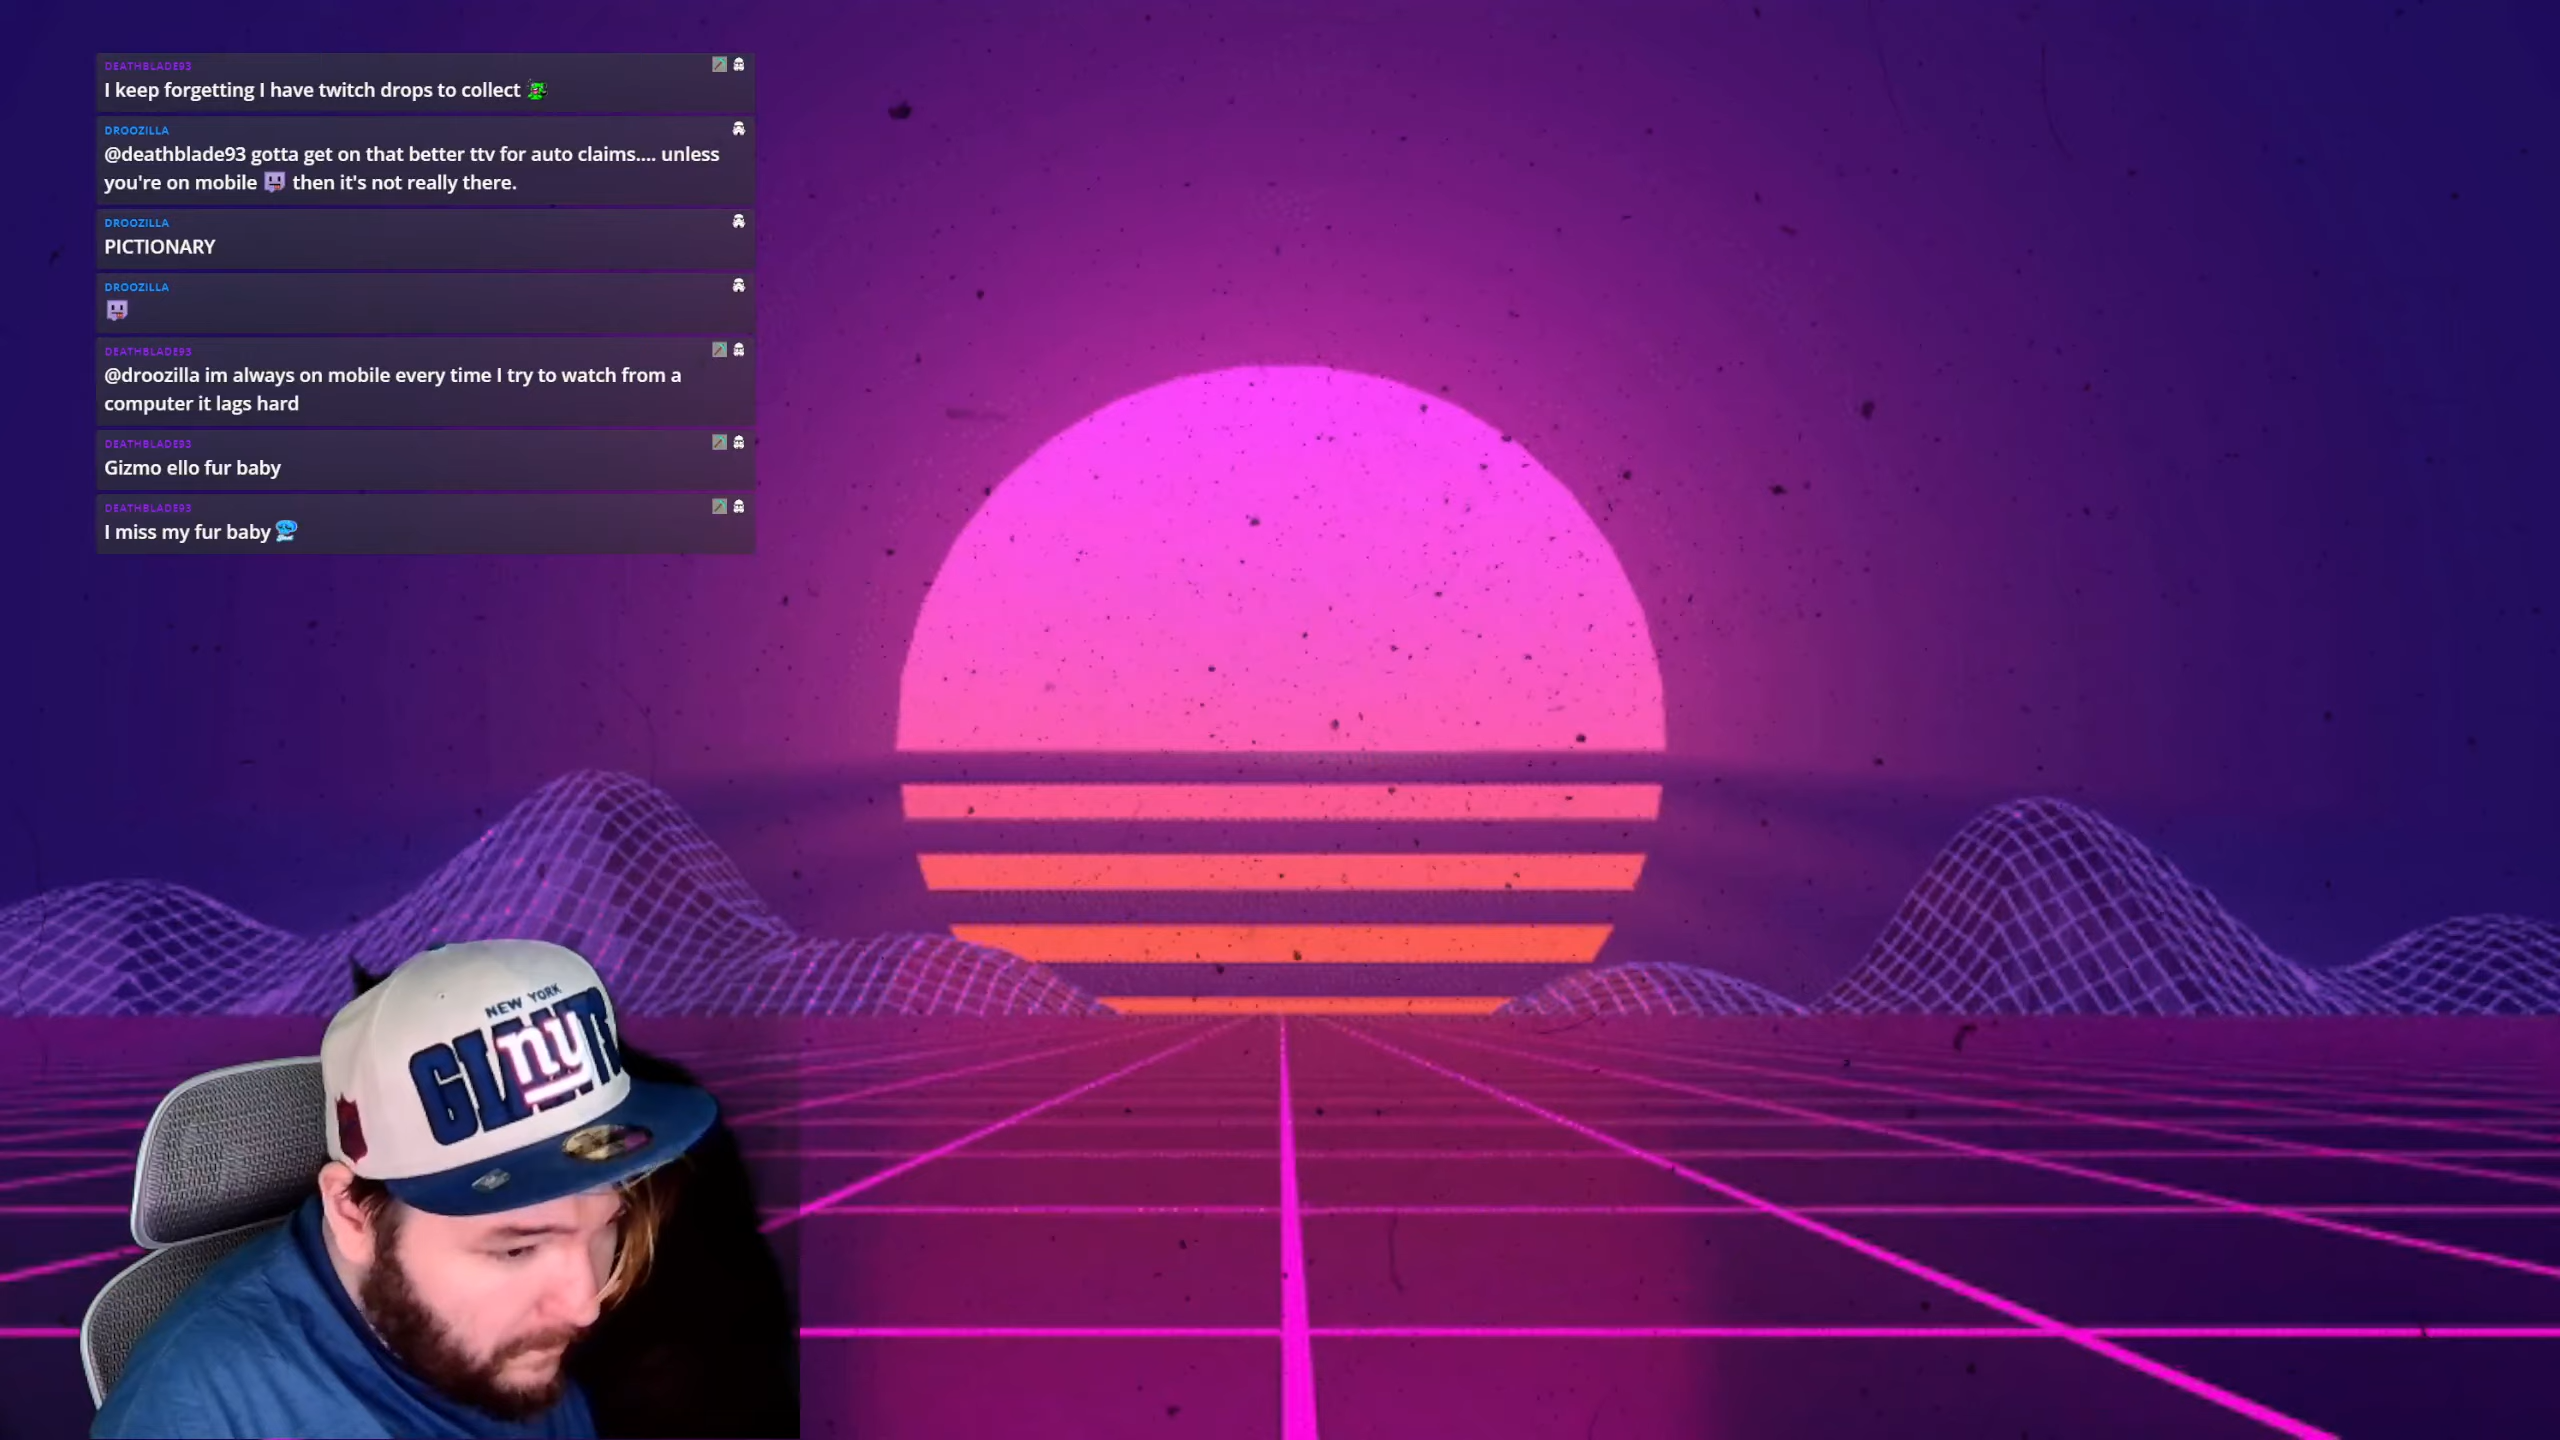 DEATHBLADE93
I keep forgetting I have twitch drops to collect
DROOZILLA
@deathblade93 gotta get on that better ttv for auto claims.... unless
you're on mobile then it's not really there.
DROOZILLA
PICTIONARY
DROOZILLA
DEATHBLADE93
@droozilla im always on mobile every time I try to watch from a
computer it lags hard
DEATHBLADE93
Gizmo ello fur baby
DEATHBLADE93
I miss my fur baby
NEW YORK
GIANTS
ny